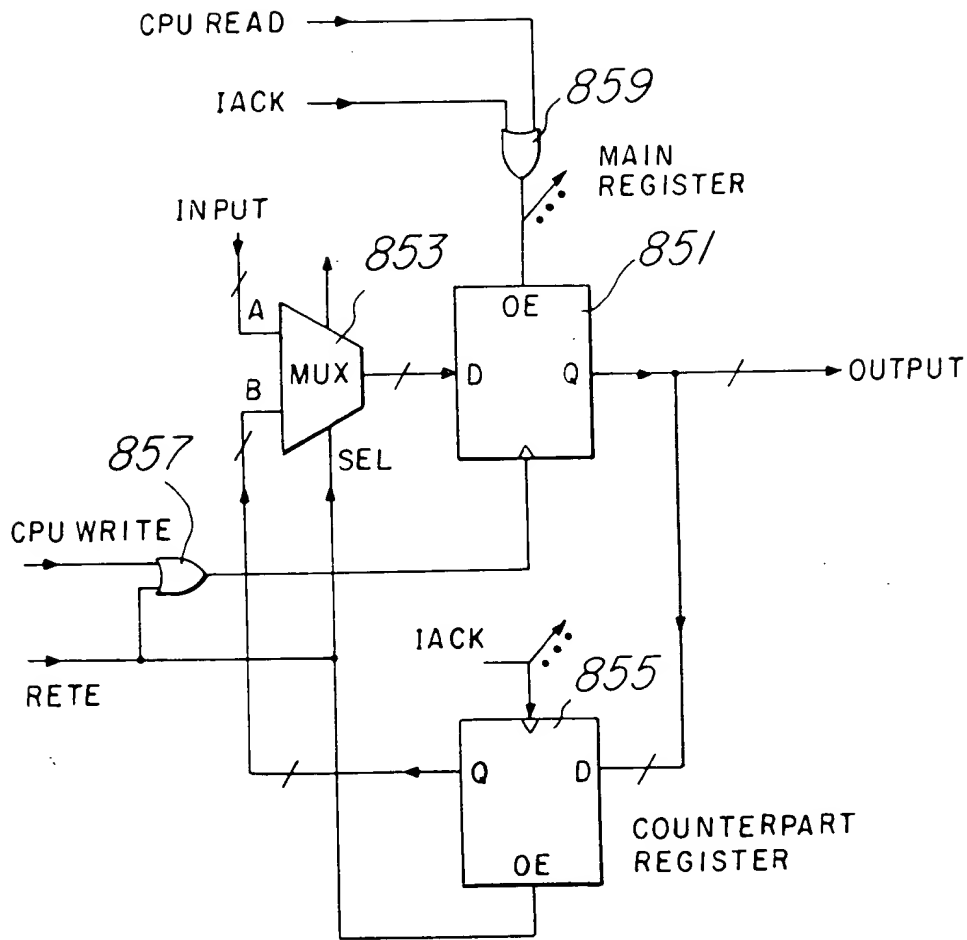 CPU READ
IACK
859
MAIN
REGISTER
INPUT
853
851
A
OE
MUX
D
Q
OUTPUT
B
SEL
857
CPU WRITE
IACK
855
RETE
Q
D
COUNTERPART
REGISTER
OE